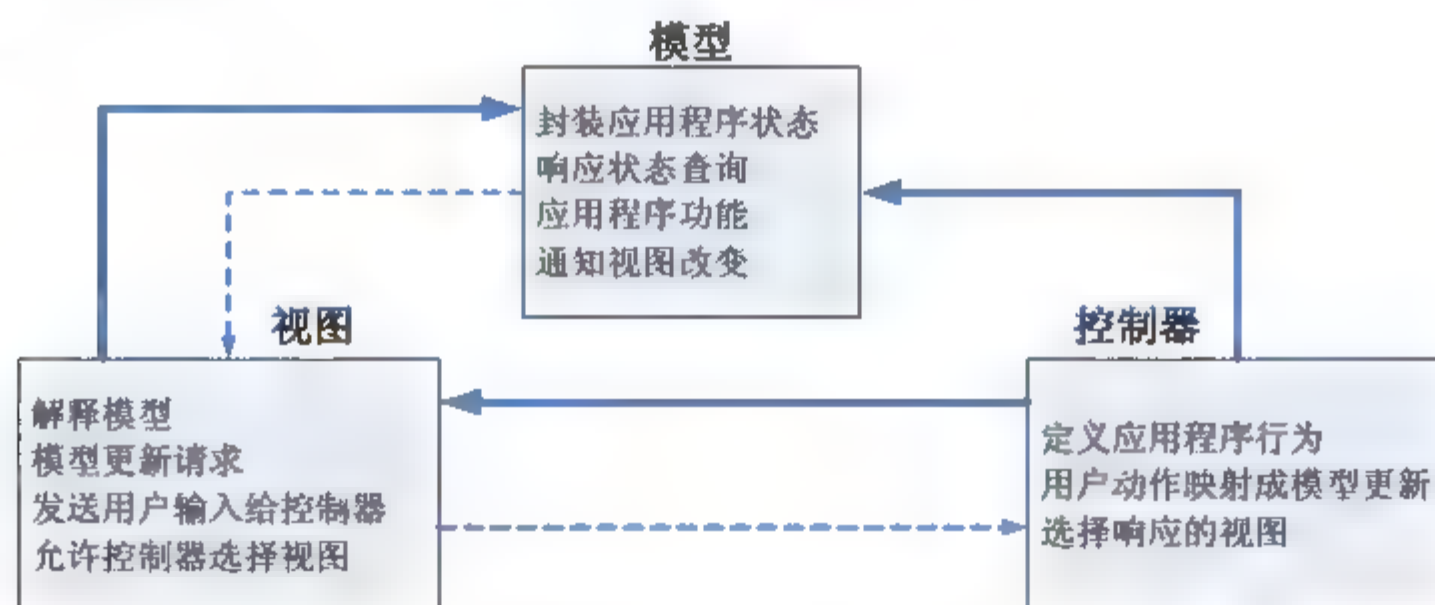 模型
封装应用程序状态
响应状态查询
应用程序功能
通知视图改变
视图
解释模型
模型更新请求
发送用户输入给控制器
允许控制器选择视图
控制器
定义应用程序行为
用户动作映射成模型更新
选择响应的视图